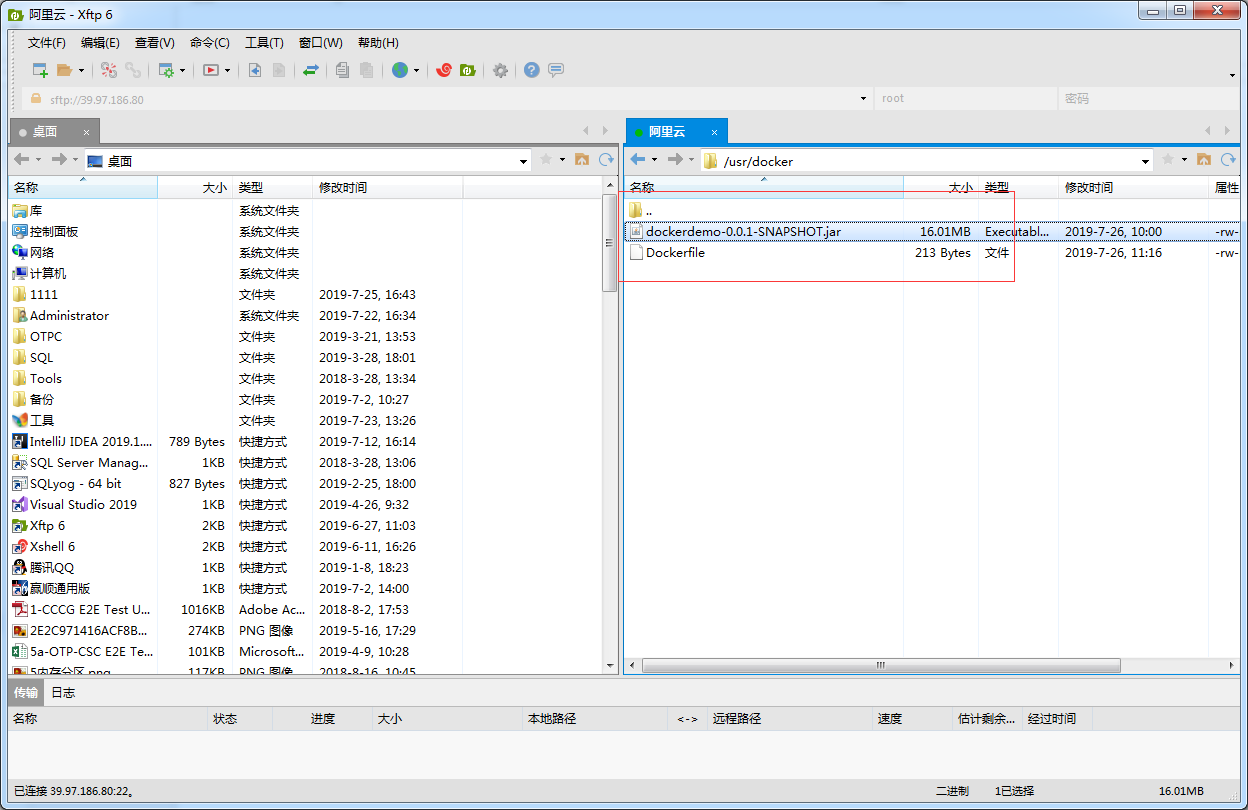 阿里云 - Xftp 6
文件(F) 编辑(E) 查看(V) 命令(C) 工具(T) 窗口(W) 帮助(H)
sftp://39.97.186.80 root 密码
桌面 × 阿里云 ×
桌面 /usr/docker
名称 大小 类型 修改时间
库 系统文件夹
控制面板 系统文件夹
网络 系统文件夹
计算机 系统文件夹
1111 文件夹 2019-7-25, 16:43
Administrator 系统文件夹 2019-7-22, 16:34
OTPC 文件夹 2019-3-21, 13:53
SQL 文件夹 2019-3-28, 18:01
Tools 文件夹 2018-3-28, 13:34
备份 文件夹 2019-7-2, 10:27
工具 文件夹 2019-7-23, 13:26
IntelliJ IDEA 2019.1.... 789 Bytes 快捷方式 2019-7-12, 16:14
SQL Server Manag... 1KB 快捷方式 2018-3-28, 13:06
SQLyog - 64 bit 827 Bytes 快捷方式 2019-2-25, 18:00
Visual Studio 2019 1KB 快捷方式 2019-4-26, 9:32
Xftp 6 2KB 快捷方式 2019-6-27, 11:03
Xshell 6 2KB 快捷方式 2019-6-11, 16:26
腾讯QQ 1KB 快捷方式 2019-1-8, 18:23
赢顺通用版 1KB 快捷方式 2019-7-2, 14:00
1-CCCG E2E Test U... 1016KB Adobe Ac... 2018-8-2, 17:53
2E2C971416ACF8B... 274KB PNG 图像 2019-5-16, 17:29
5a-OTP-CSC E2E Te... 101KB Microsoft... 2019-4-9, 10:28
5内存分区.png 117KB PNG 图像 2018-8-16, 10:45
名称 大小 类型 修改时间 属性
..
dockerdemo-0.0.1-SNAPSHOT.jar 16.01MB Executabl... 2019-7-26, 10:00 -rw-
Dockerfile 213 Bytes 文件 2019-7-26, 11:16 -rw-
传输 日志
名称 状态 进度 大小 本地路径 <-> 远程路径 速度 估计剩余... 经过时间
已连接 39.97.186.80:22。 二进制 1已选择 16.01MB